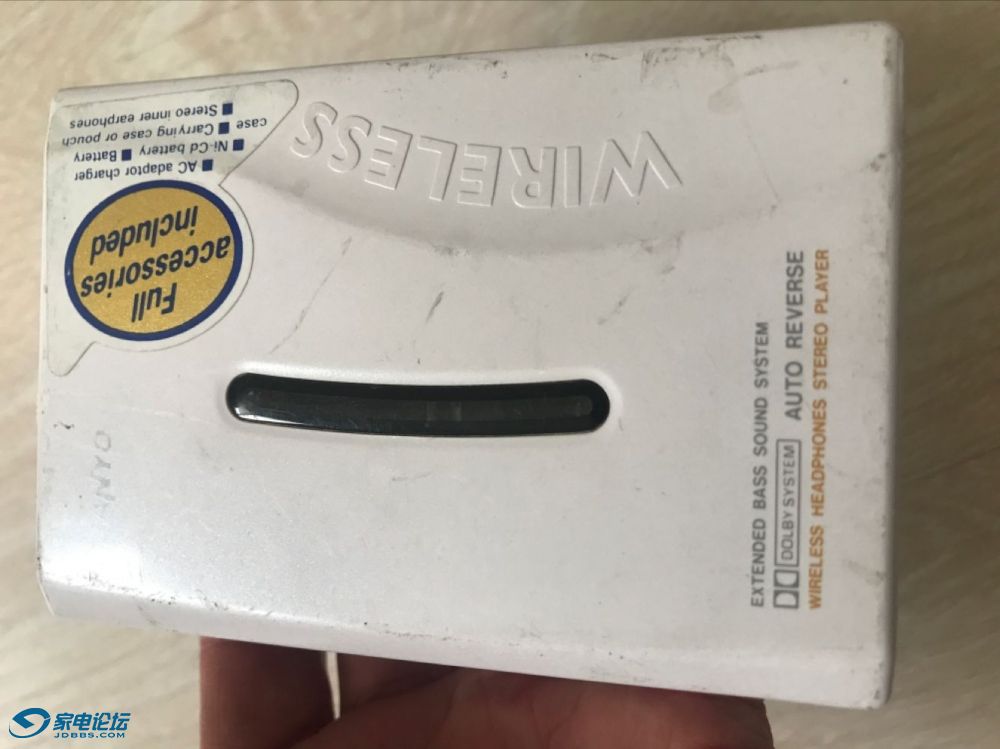 WIRELESS
■ AC adaptor charger
■ Ni-Cd battery ■ Battery
case ■ Carrying case or pouch
■ Stereo inner earphones
Full
accessories
included
EXTENDED BASS SOUND SYSTEM
DOLBY SYSTEM AUTO REVERSE
WIRELESS HEADPHONES STEREO PLAYER
ANYO
家电论坛
JDBBS.COM